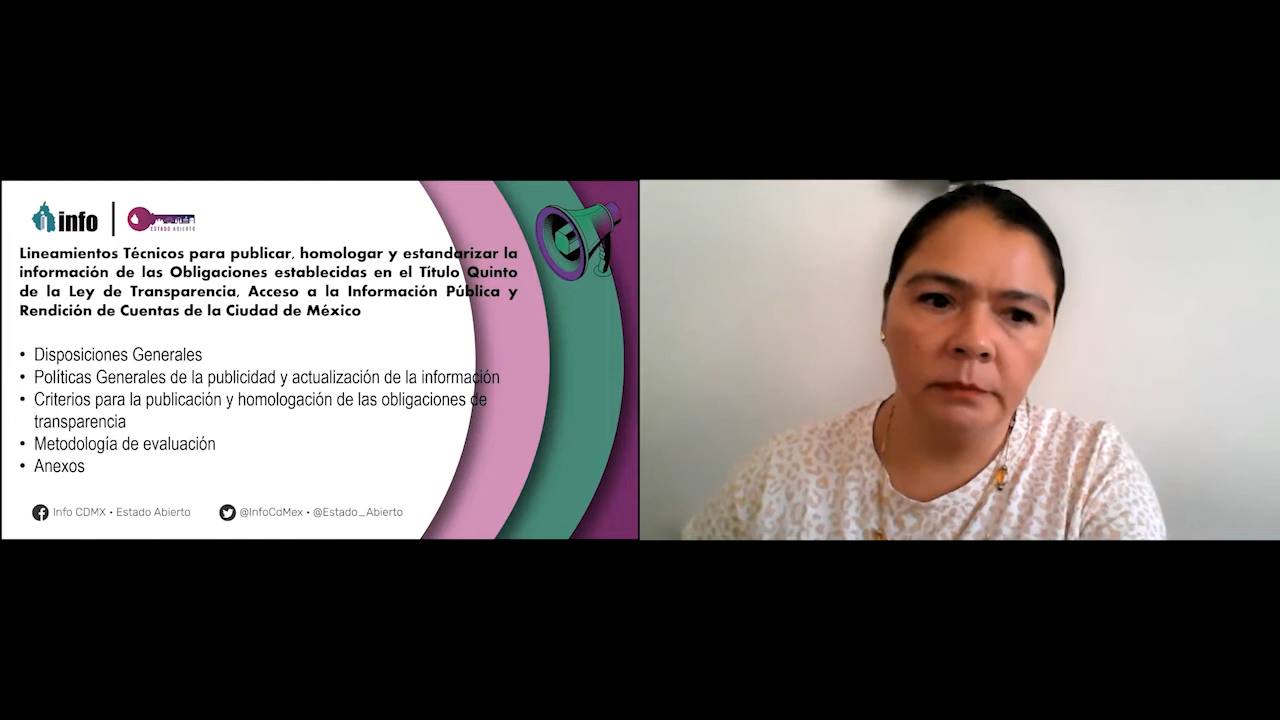 info
ESTADO ABIERTO
Lineamientos Técnicos para publicar, homologar y estandarizar la
información de las Obligaciones establecidas en el Título Quinto
de la Ley de Transparencia, Acceso a la Información Pública y
Rendición de Cuentas de la Ciudad de México
• Disposiciones Generales
• Políticas Generales de la publicidad y actualización de la información
• Criterios para la publicación y homologación de las obligaciones de
transparencia
• Metodología de evaluación
• Anexos
Info CDMX • Estado Abierto
@InfoCdMex • @Estado_Abierto